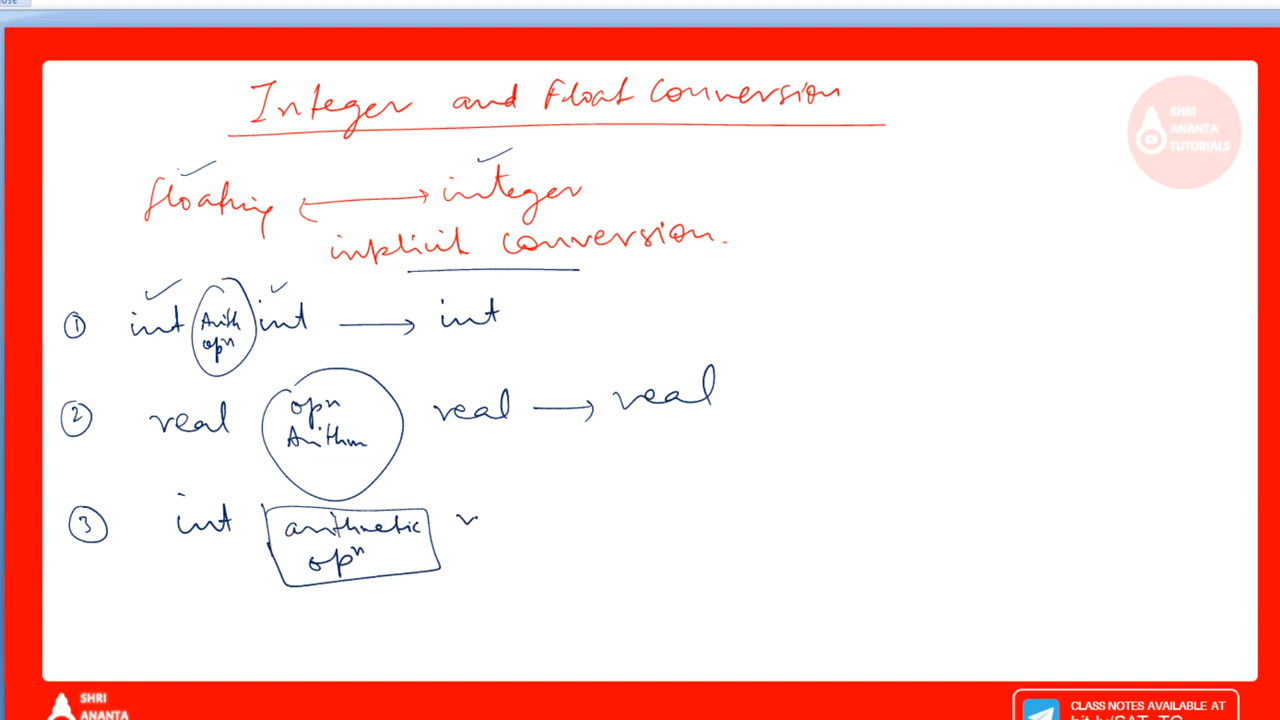 Integer and Float Conversion
floating ⟷ integer
implicit conversion.
① int Arith opn int ⟶ int
② real opn Arithm real ⟶ real
③ int arithmetic opn
SHRI
ANANTA
TUTORIALS
SHRI
ANANTA
CLASS NOTES AVAILABLE AT